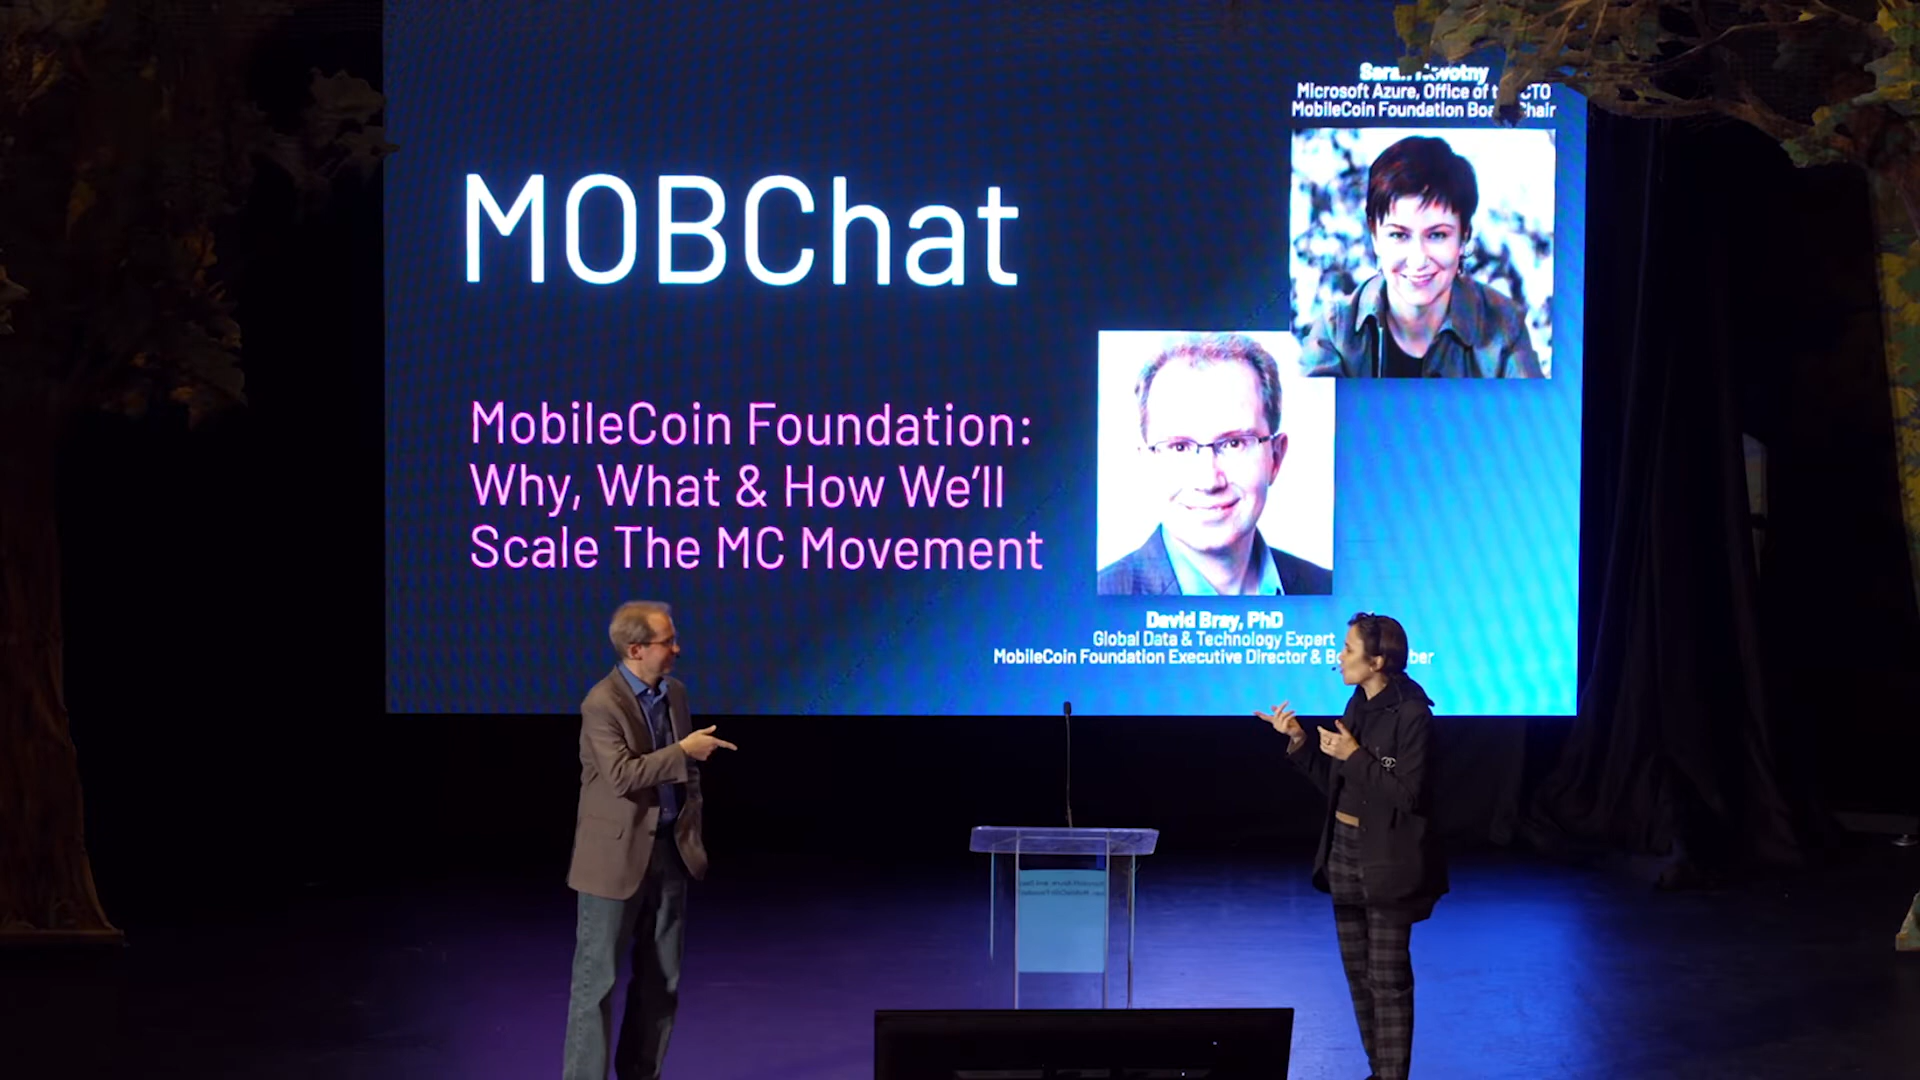 MOBChat
MobileCoin Foundation:
Why, What & How We'll
Scale The MC Movement
Microsoft Azure, Office of CTO
MobileCoin Foundation
David Bray, PhD
Global Data & Technology Expert
MobileCoin Foundation Executive Director &